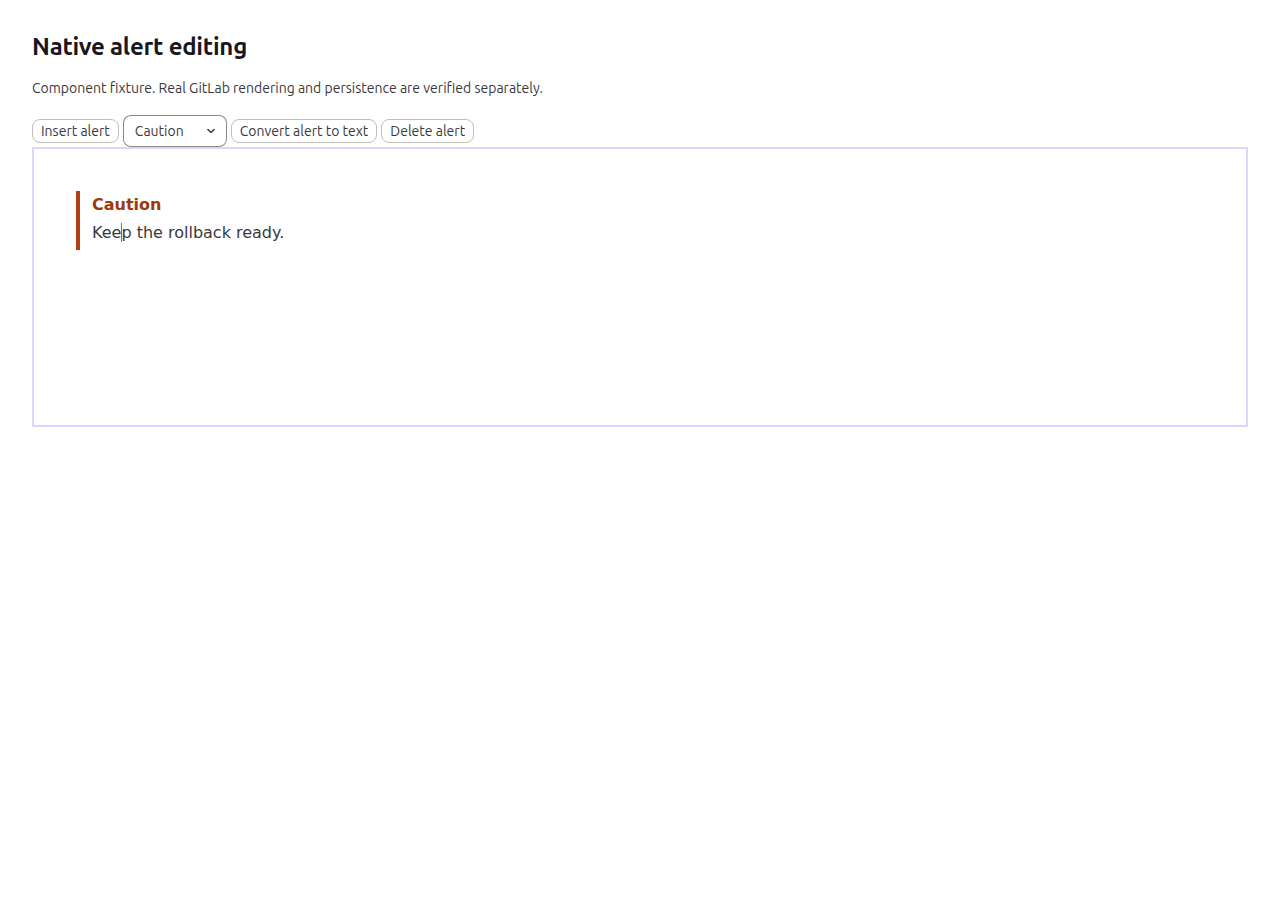 Native alert editing
Component fixture. Real GitLab rendering and persistence are verified separately.
Insert alert Caution Convert alert to text Delete alert
Caution
Keep the rollback ready.